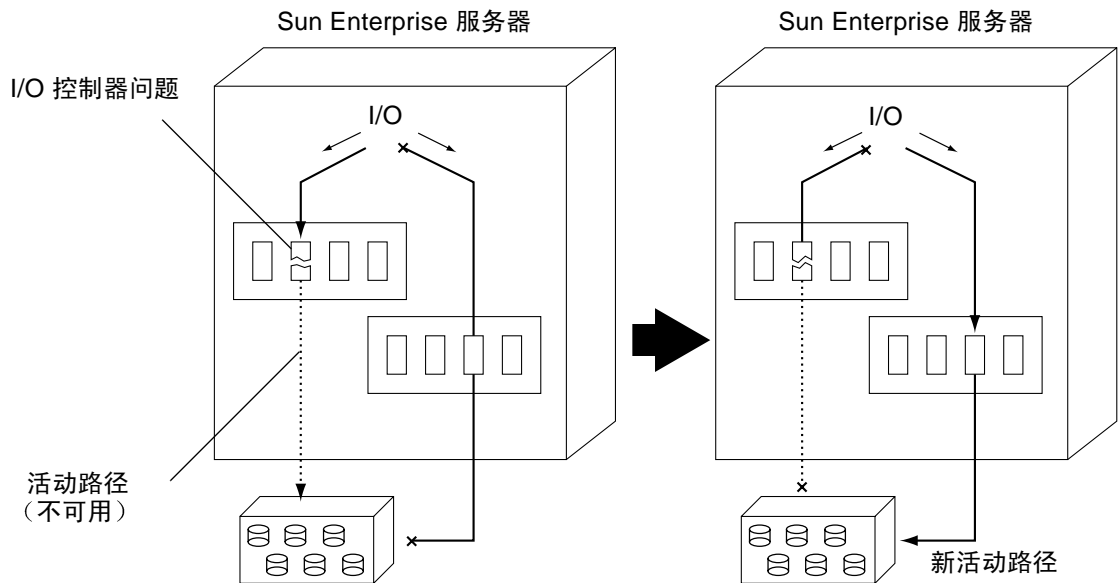 Sun Enterprise 服务器
Sun Enterprise 服务器
I/O 控制器问题
I/O
I/O
活动路径
（不可用）
新活动路径